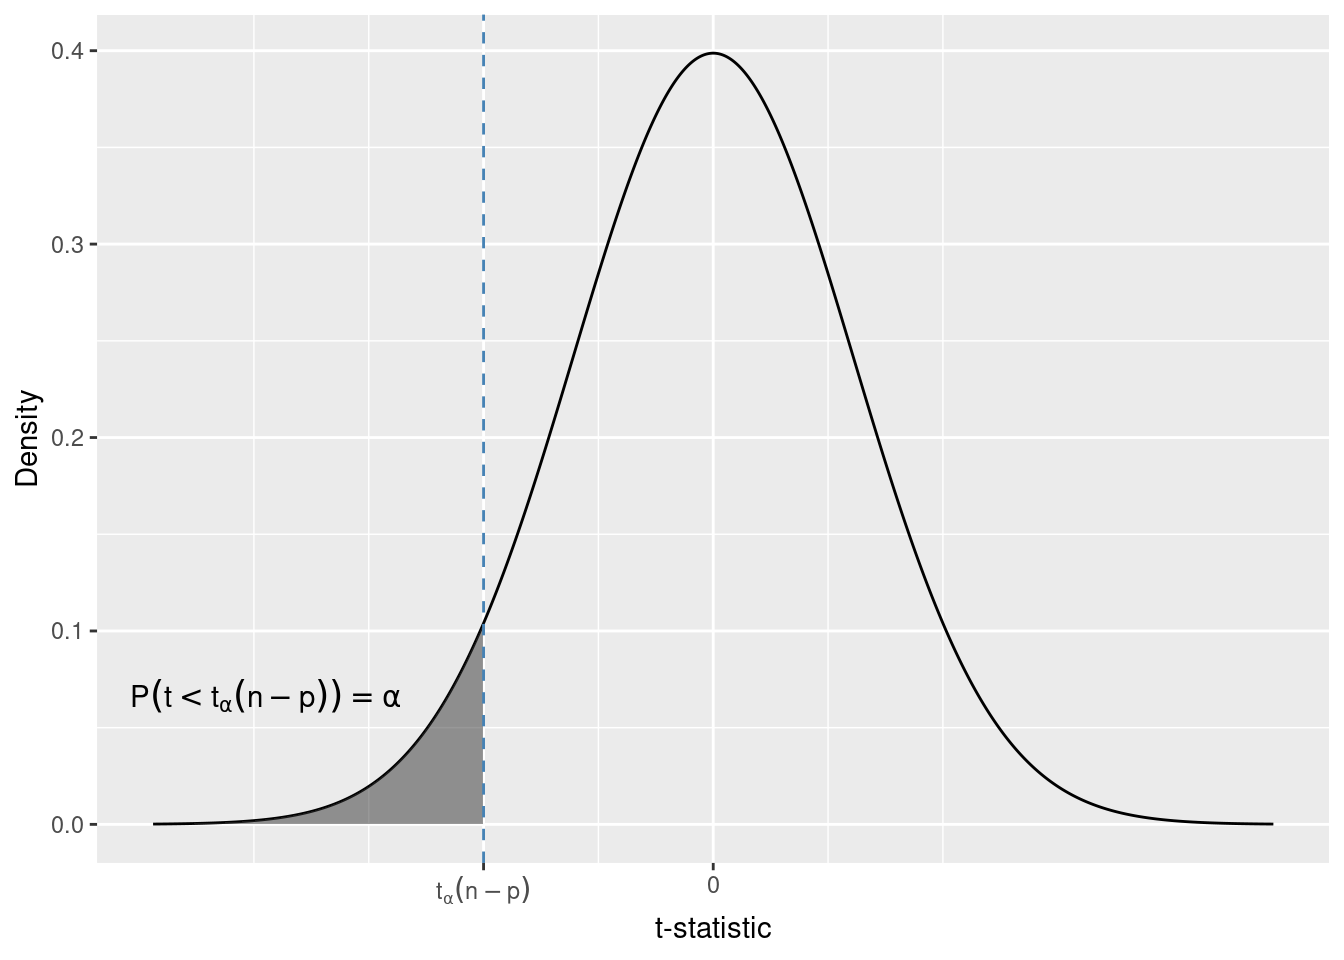 0.4
0.3
0.2
0.1
0.0
Density
P(t < tα(n − p)) = α
tα(n − p)
0
t-statistic